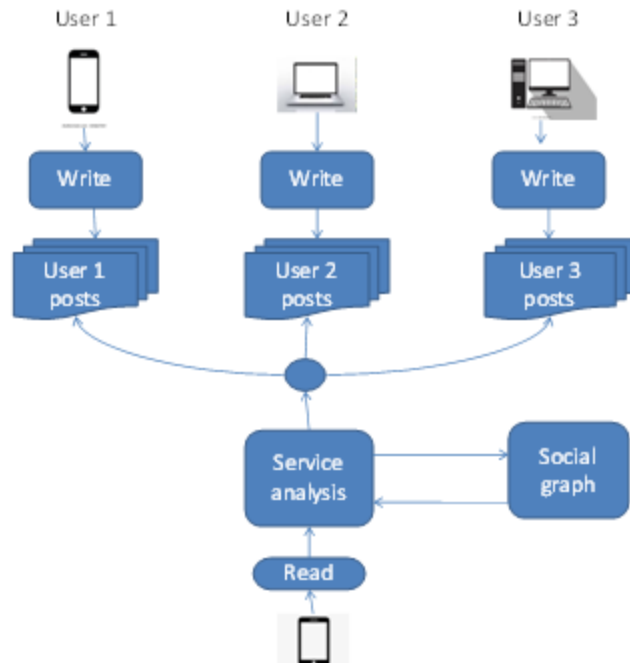 User 1
User 2
User 3
Write
Write
Write
User 1
posts
User 2
posts
User 3
posts
Service
analysis
Social
graph
Read